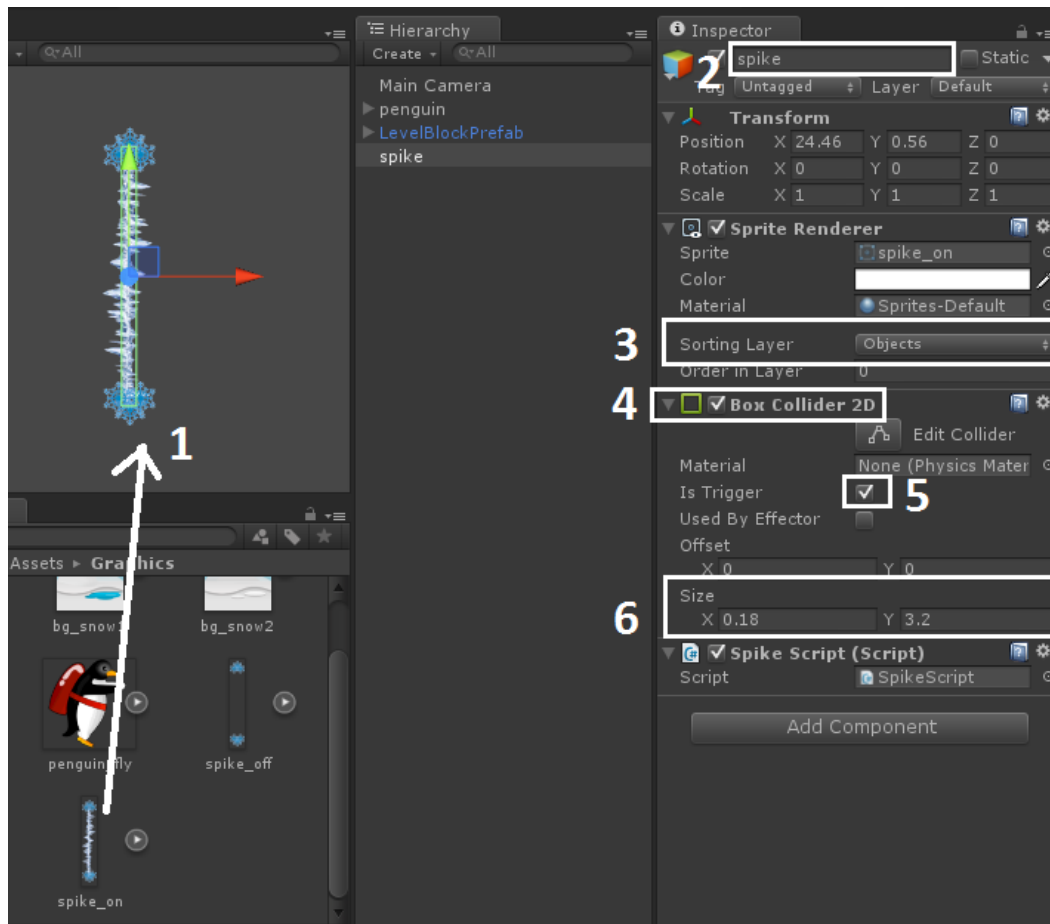 All
1
Assets ▸ Graphics
bg_snow1
bg_snow2
penguin_fly
spike_off
spike_on
Hierarchy
Create
All
Main Camera
penguin
LevelBlockPrefab
spike
Inspector
2
spike
Static
Tag Untagged Layer Default
Transform
Position X 24.46 Y 0.56 Z 0
Rotation X 0 Y 0 Z 0
Scale X 1 Y 1 Z 1
Sprite Renderer
Sprite spike_on
Color
Material Sprites-Default
3
Sorting Layer Objects
Order in Layer 0
4
Box Collider 2D
Edit Collider
Material None (Physics Mater
Is Trigger 5
Used By Effector
Offset
X 0 Y 0
Size
6
X 0.18 Y 3.2
Spike Script (Script)
Script SpikeScript
Add Component